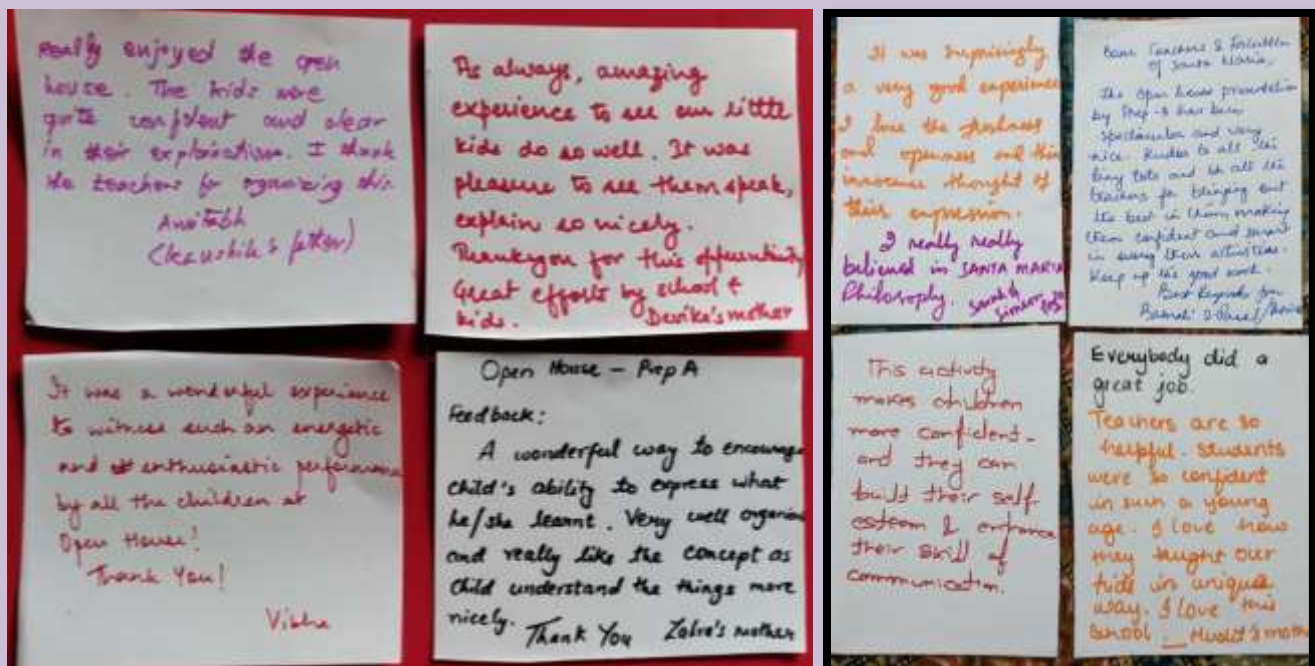 Really enjoyed the open
house. The kids were
quite confident and clear
in their explanations. I thank
the teachers for organizing this.
Amitabh
(Kaushik's father)
As always, amazing
experience to see our little
kids do so well. It was
pleasure to see them speak,
explain so nicely.
Thankyou for this opportunity
Great efforts by school &
kids. Devika's mother
It was a wonderful experience
to witness such an energetic
and enthusiastic performance
by all the children at
Open House!
Thank You!
Vibha
Open House – Prep A
Feedback:
A wonderful way to encourage
child's ability to express what
he/she learnt. Very well organis
and really like the concept as
child understand the things more
nicely. Thank You Zahra's mother
It was surprisingly
a very good experience
I love the freshness
and openness and the
innocence thought of
their expression.
I really really
believed in SANTA MARIA
Philosophy.
Dear Teachers &
of Santa Maria,
The open house presentation
by Prep-B has been
spectacular and very
nice. Kudos to all the
tiny tots and to all the
teachers for bringing out
the best in them, making
them confident and smart
in every
Keep up the good work.
Best Regards from
This activity
makes children
more confident.
and they can
build their self
esteem & enhance
their skill of
communication.
Everybody did a
great job.
Teachers are so
helpful. Students
were so confident
in such a young
age. I love how
they taught our
kids in unique
way. I love this
School __ Mudit's moth